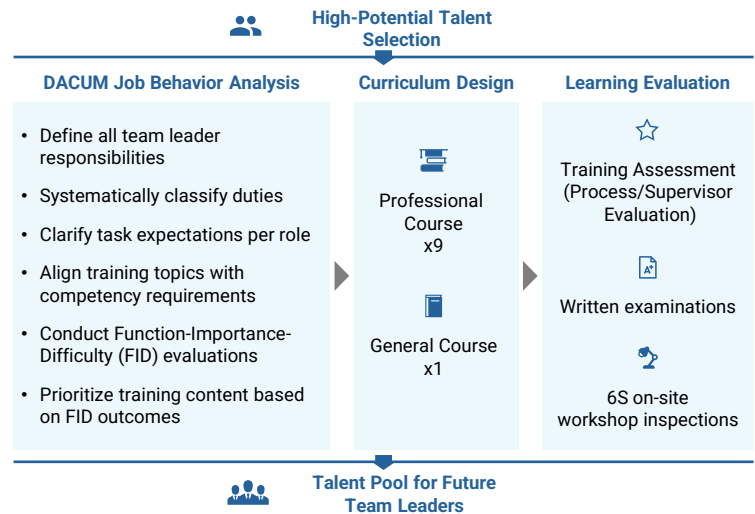 High-Potential Talent
Selection
DACUM Job Behavior Analysis
• Define all team leader
responsibilities
• Systematically classify duties
• Clarify task expectations per role
• Align training topics with
competency requirements
• Conduct Function-Importance-
Difficulty (FID) evaluations
• Prioritize training content based
on FID outcomes
Curriculum Design
Professional
Course
x9
General Course
x1
Learning Evaluation
Training Assessment
(Process/Supervisor
Evaluation)
A+
Written examinations
6S on-site
workshop inspections
Talent Pool for Future
Team Leaders